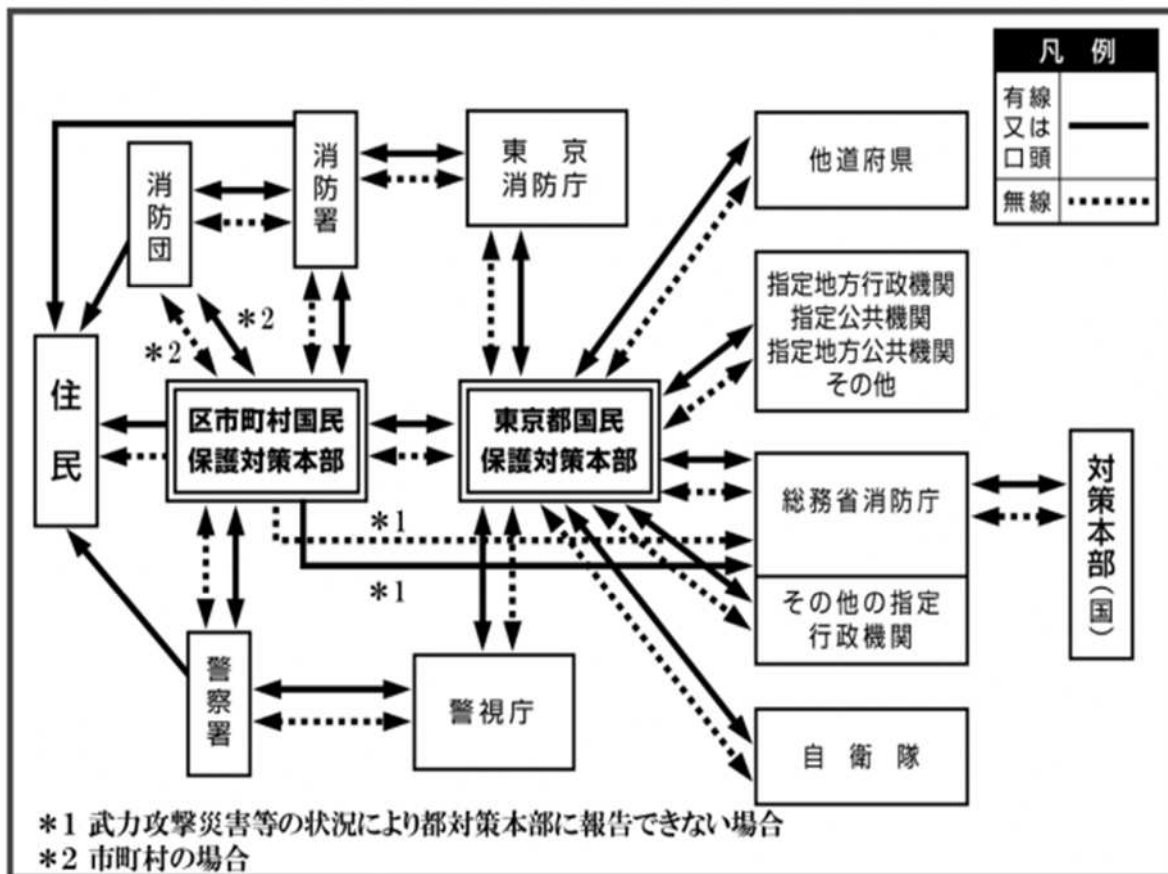 凡 例
有線
又は
口頭
無線
消防団
消防署
東 京
消防庁
他道府県
指定地方行政機関
指定公共機関
指定地方公共機関
その他
*2
*2
住民
区市町村国民
保護対策本部
東京都国民
保護対策本部
総務省消防庁
対策本部(国)
*1
*1
その他の指定
行政機関
警察署
警視庁
自 衛 隊
*1 武力攻撃災害等の状況により都対策本部に報告できない場合
*2 市町村の場合